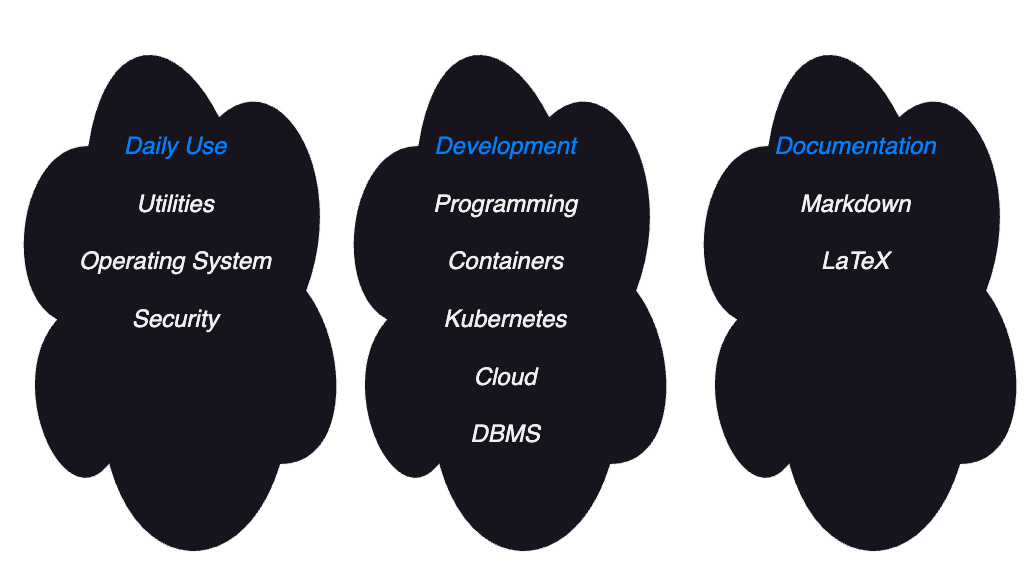 Daily Use
Utilities
Operating System
Security
Development
Programming
Containers
Kubernetes
Cloud
DBMS
Documentation
Markdown
LaTeX